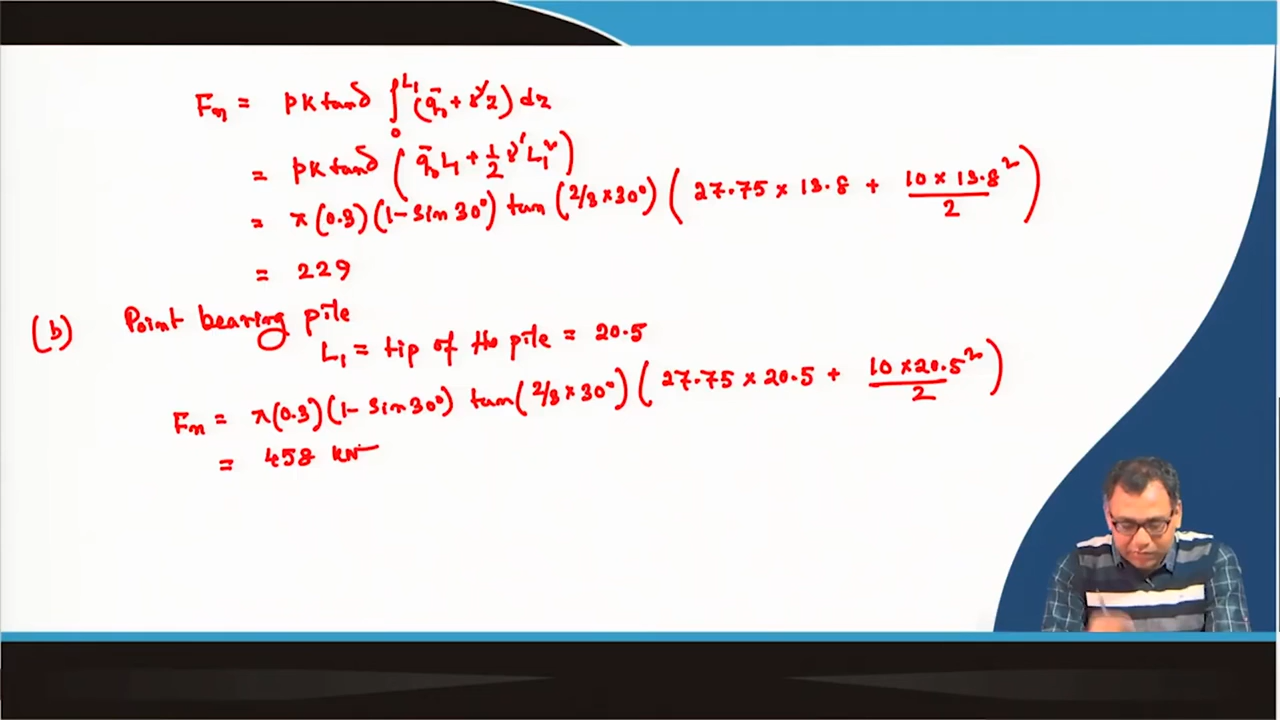 Fn = pk tanδ ∫₀^L₁ (q̄₀ + γ'z) dz
= pk tanδ (q̄₀ L₁ + 1/2 γ' L₁²)
= π(0.3)(1 - sin 30°) tan (2/3 × 30°) (27.75 × 13.8 + 10 × 13.8²/2)
= 229
(b) Point bearing pile
L₁ = tip of the pile = 20.5
Fn = π(0.3)(1 - sin 30°) tan (2/3 × 30°) (27.75 × 20.5 + 10 × 20.5²/2)
= 458 kN